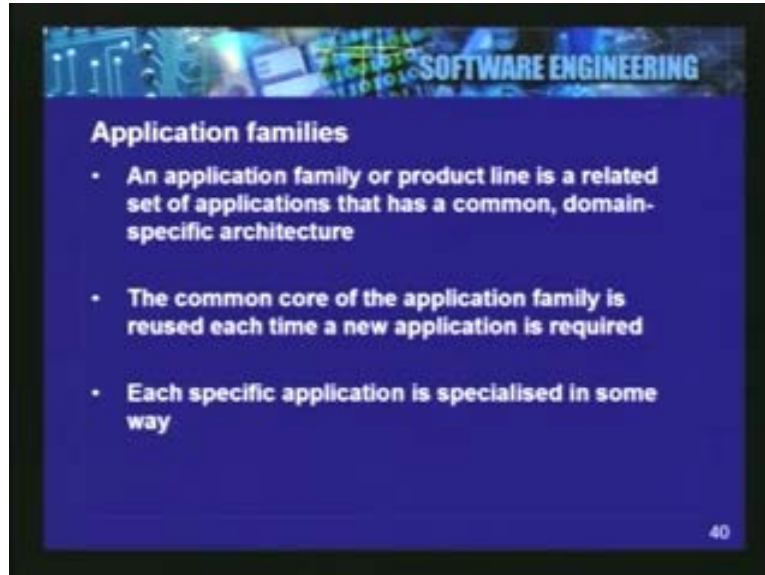 SOFTWARE ENGINEERING
Application families
• An application family or product line is a related
set of applications that has a common, domain-
specific architecture
• The common core of the application family is
reused each time a new application is required
• Each specific application is specialised in some
way
40